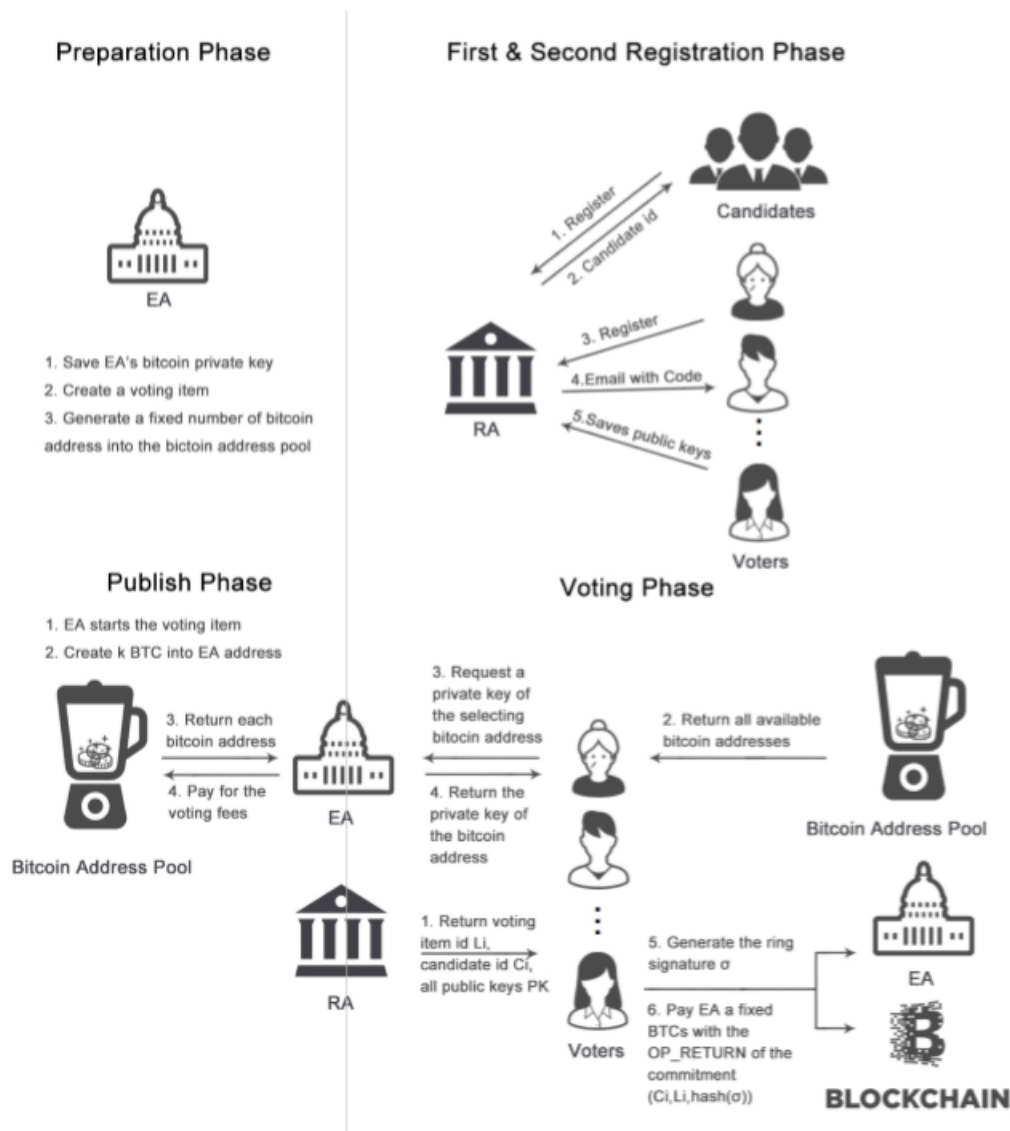 Preparation Phase
EA
1. Save EA's bitcoin private key
2. Create a voting item
3. Generate a fixed number of bitcoin
address into the bictoin address pool
First & Second Registration Phase
Candidates
1. Register
2. Candidate id
3. Register
4.Email with Code
5.Saves public keys
RA
Voters
Publish Phase
1. EA starts the voting item
2. Create k BTC into EA address
3. Return each
bitcoin address
4. Pay for the
voting fees
EA
Bitcoin Address Pool
Voting Phase
3. Request a
private key of
the selecting
bitocin address
4. Return the
private key of
the bitcoin
address
2. Return all available
bitcoin addresses
Bitcoin Address Pool
RA
1. Return voting
item id Li,
candidate id Ci,
all public keys PK
Voters
5. Generate the ring
signature σ
6. Pay EA a fixed
BTCs with the
OP_RETURN of the
commitment
(Ci,Li,hash(σ))
EA
BLOCKCHAIN